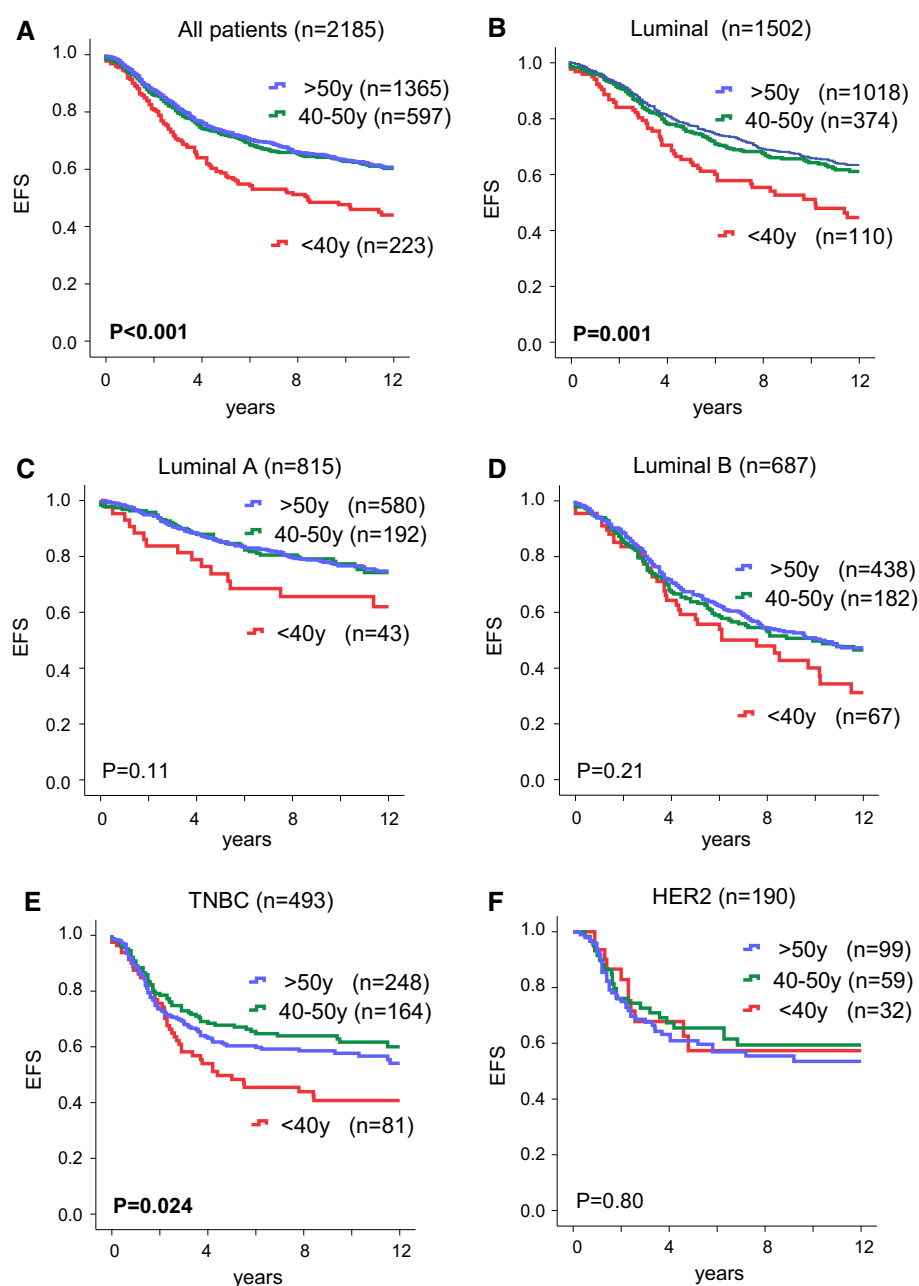 A
All patients (n=2185)
1.0
0.8
0.6
0.4
0.2
0.0
EFS
>50y (n=1365)
40-50y (n=597)
<40y (n=223)
P<0.001
0 4 8 12
years
B
Luminal (n=1502)
1.0
0.8
0.6
0.4
0.2
0.0
EFS
>50y (n=1018)
40-50y (n=374)
<40y (n=110)
P=0.001
0 4 8 12
years
C
Luminal A (n=815)
1.0
0.8
0.6
0.4
0.2
0.0
EFS
>50y (n=580)
40-50y (n=192)
<40y (n=43)
P=0.11
0 4 8 12
years
D
Luminal B (n=687)
1.0
0.8
0.6
0.4
0.2
0.0
EFS
>50y (n=438)
40-50y (n=182)
<40y (n=67)
P=0.21
0 4 8 12
years
E
TNBC (n=493)
1.0
0.8
0.6
0.4
0.2
0.0
EFS
>50y (n=248)
40-50y (n=164)
<40y (n=81)
P=0.024
0 4 8 12
years
F
HER2 (n=190)
1.0
0.8
0.6
0.4
0.2
0.0
EFS
>50y (n=99)
40-50y (n=59)
<40y (n=32)
P=0.80
0 4 8 12
years